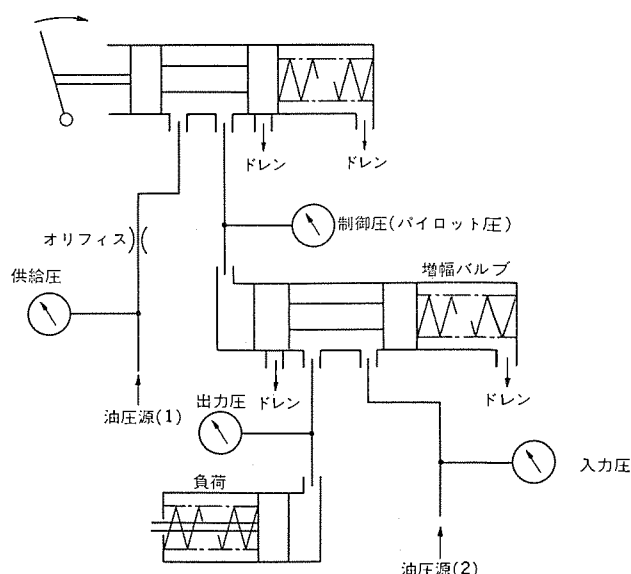 ドレン
ドレン
制御圧(パイロット圧)
オリフィス
供給圧
増幅バルブ
出力圧
ドレン
ドレン
油圧源(1)
入力圧
負荷
油圧源(2)